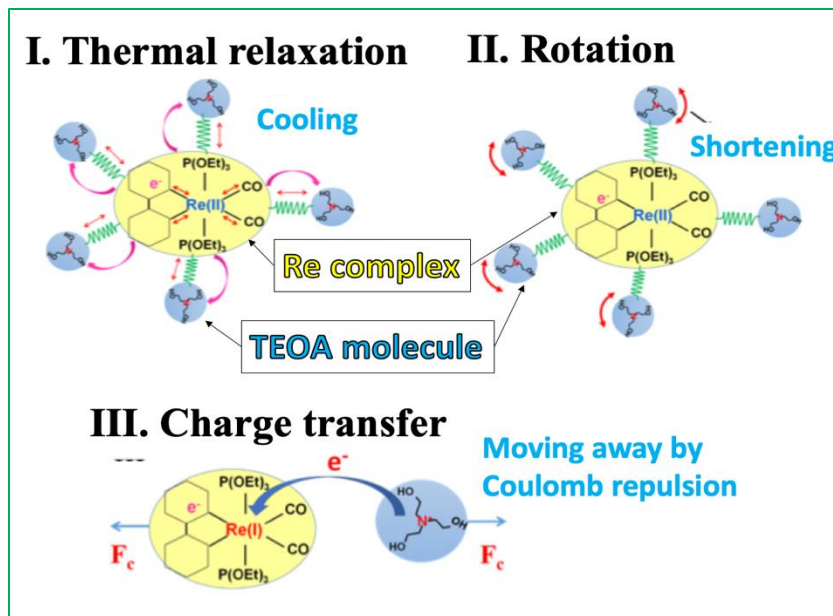 I. Thermal relaxation
II. Rotation
Cooling
Shortening
P(OEt)₃
e⁻
Re(II)
CO
CO
P(OEt)₃
P(OEt)₃
e⁻
Re(II)
CO
CO
P(OEt)₃
Re complex
TEOA molecule
III. Charge transfer
Moving away by
Coulomb repulsion
e⁻
P(OEt)₃
e⁻
Re(I)
CO
CO
P(OEt)₃
HO
N⁺
OH
HO
F꜀
F꜀